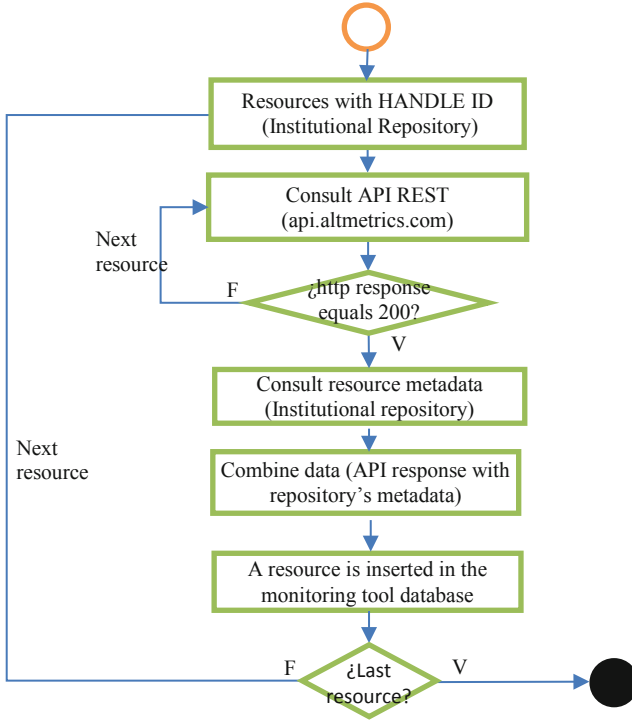 Resources with HANDLE ID
(Institutional Repository)
Consult API REST
(api.altmetrics.com)
Next
resource
F
¿http response
equals 200?
V
Consult resource metadata
(Institutional repository)
Next
resource
Combine data (API response with
repository’s metadata)
A resource is inserted in the
monitoring tool database
F
¿Last
resource?
V